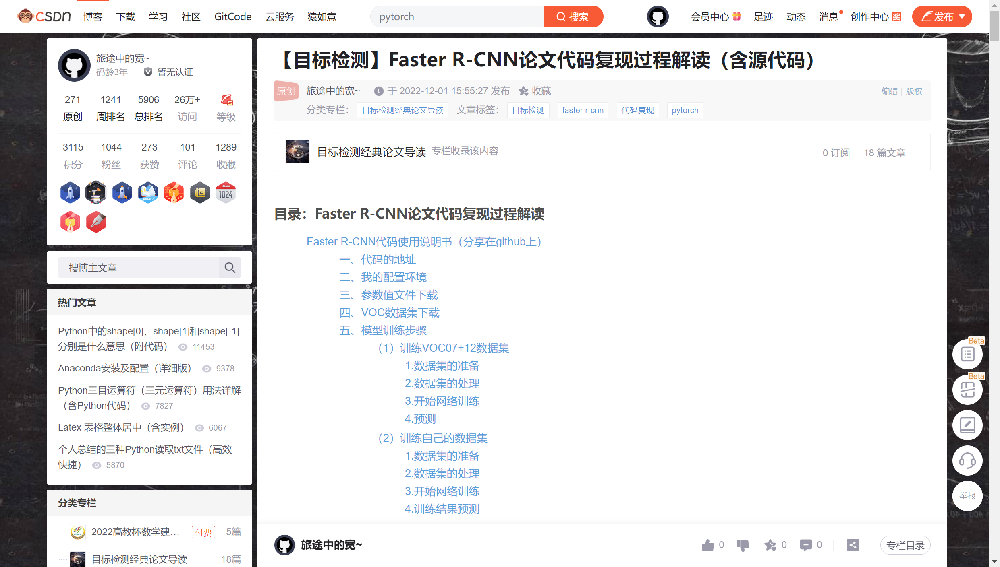 CSDN 博客 下载 学习 社区 GitCode 云服务 猿如意 pytorch 搜索 会员中心 足迹 动态 消息 创作中心 奖 发布
旅途中的宽~
码龄3年 暂无认证
271 1241 5906 26万+
原创 周排名 总排名 访问 等级
3115 1044 273 101 1289
积分 粉丝 获赞 评论 收藏
1024
搜博主文章
热门文章
Python中的shape[0]、shape[1]和shape[-1]
分别是什么意思（附代码） 11453
Anaconda安装及配置（详细版） 9378
Python三目运算符（三元运算符）用法详解
（含Python代码） 7827
Latex 表格整体居中（含实例） 6067
个人总结的三种Python读取txt文件（高效
快捷） 5870
分类专栏
2022高教杯数学建… 付费 5篇
目标检测经典论文导读 18篇
【目标检测】Faster R-CNN论文代码复现过程解读（含源代码）
原创 旅途中的宽~ 于 2022-12-01 15:55:27 发布 收藏 编辑 版权
分类专栏： 目标检测经典论文导读 文章标签： 目标检测 faster r-cnn 代码复现 pytorch
目标检测经典论文导读 专栏收录该内容 0 订阅 18 篇文章
目录：Faster R-CNN论文代码复现过程解读
Faster R-CNN代码使用说明书（分享在github上）
一、代码的地址
二、我的配置环境
三、参数值文件下载
四、VOC数据集下载
五、模型训练步骤
（1）训练VOC07+12数据集
1.数据集的准备
2.数据集的处理
3.开始网络训练
4.预测
（2）训练自己的数据集
1.数据集的准备
2.数据集的处理
3.开始网络训练
4.训练结果预测
旅途中的宽~ 0 0 0 专栏目录
Beta
Beta
举报